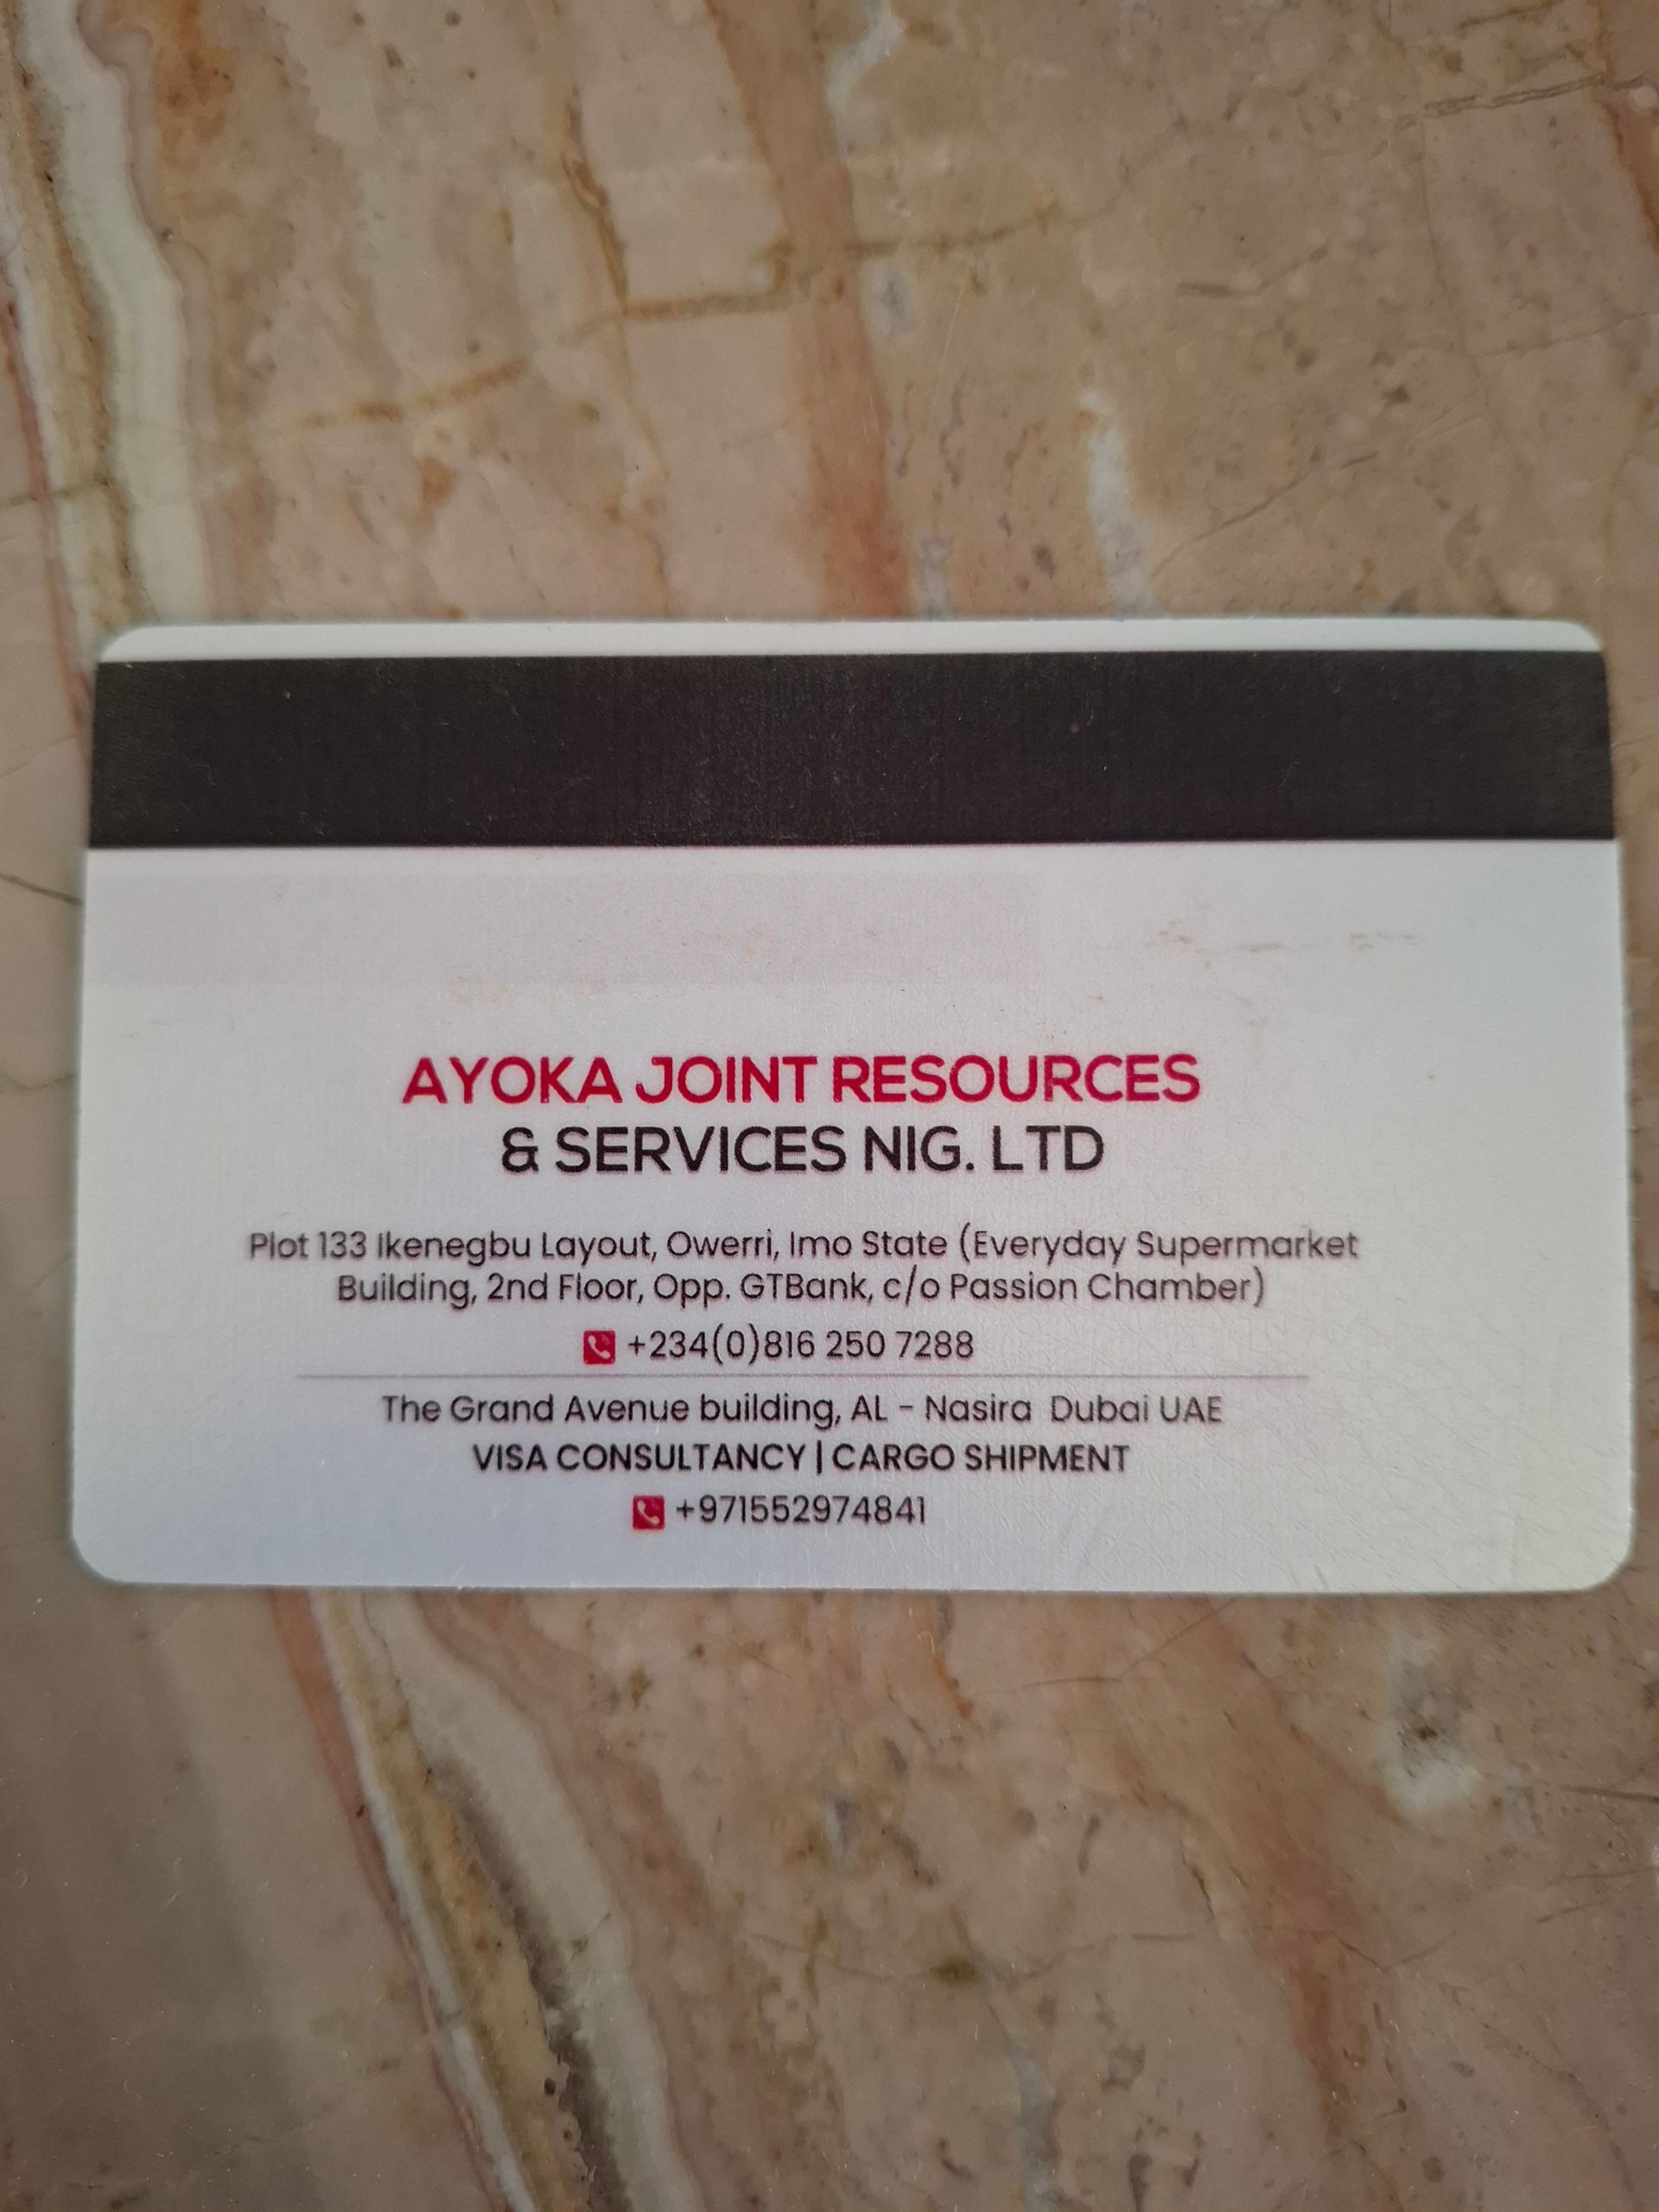 AYOKA JOINT RESOURCES
& SERVICES NIG. LTD
Plot 133 Ikenegbu Layout, Owerri, Imo State (Everyday Supermarket
Building, 2nd Floor, Opp. GTBank, c/o Passion Chamber)
+234(0)816 250 7288
The Grand Avenue building, AL - Nasira Dubai UAE
VISA CONSULTANCY | CARGO SHIPMENT
+971552974841